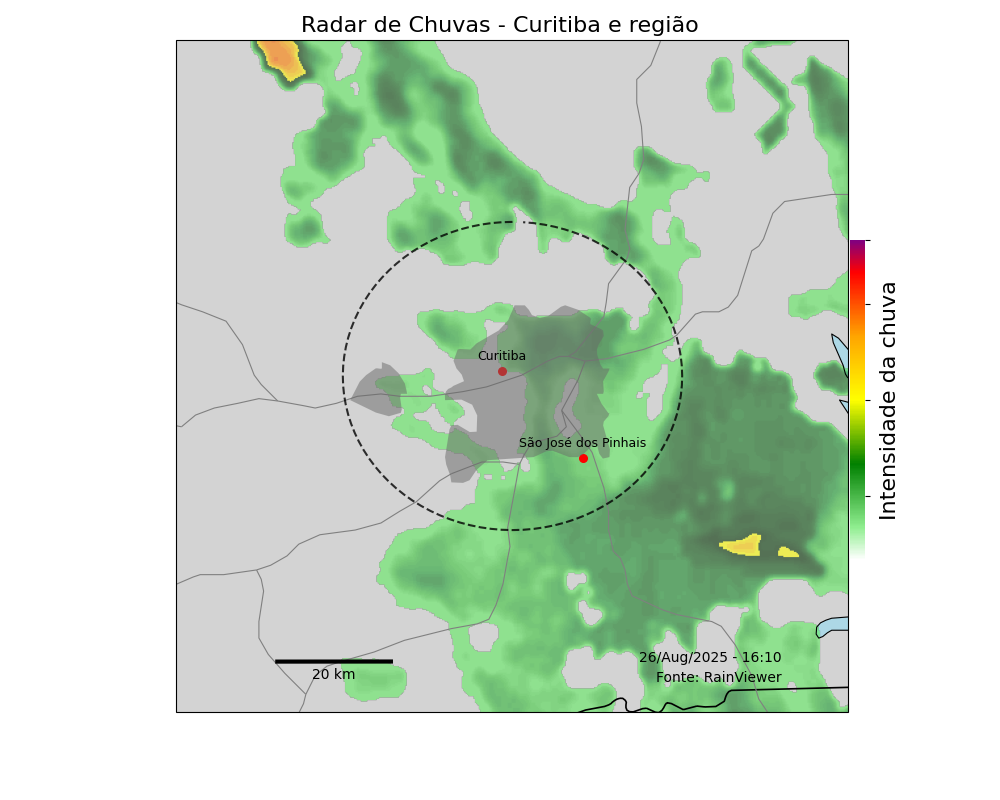 Radar de Chuvas - Curitiba e região
Curitiba
São José dos Pinhais
Intensidade da chuva
20 km
26/Aug/2025 - 16:10
Fonte: RainViewer